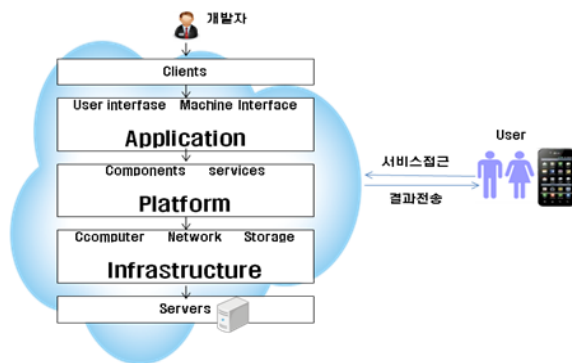 개발자
Clients
User interfase Machine Interface
Application
Components services
Platform
Ccomputer Network Storage
Infrastructure
Servers
User
서비스접근
결과전송